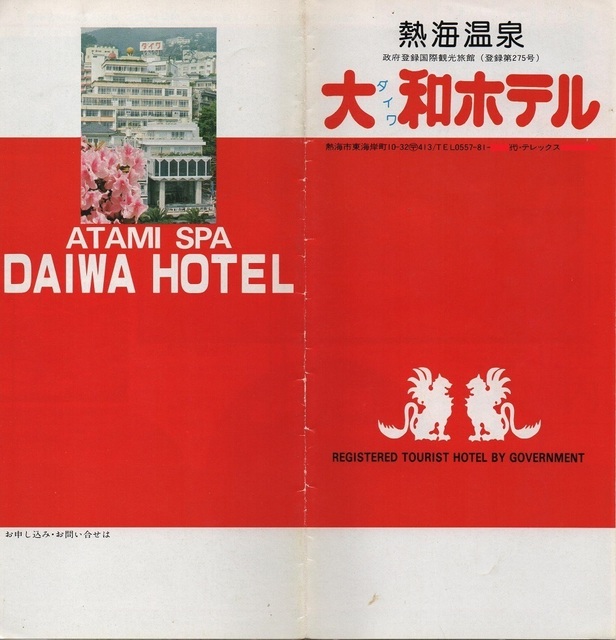 ダイワ
ATAMI SPA
DAIWA HOTEL
お申し込み・お問い合せは
熱海温泉
政府登録国際観光旅館（登録第275号）
大和ホテル
ダイワ
熱海市東海岸町10-32〒413/TEL0557-81-
代・テレックス
REGISTERED TOURIST HOTEL BY GOVERNMENT